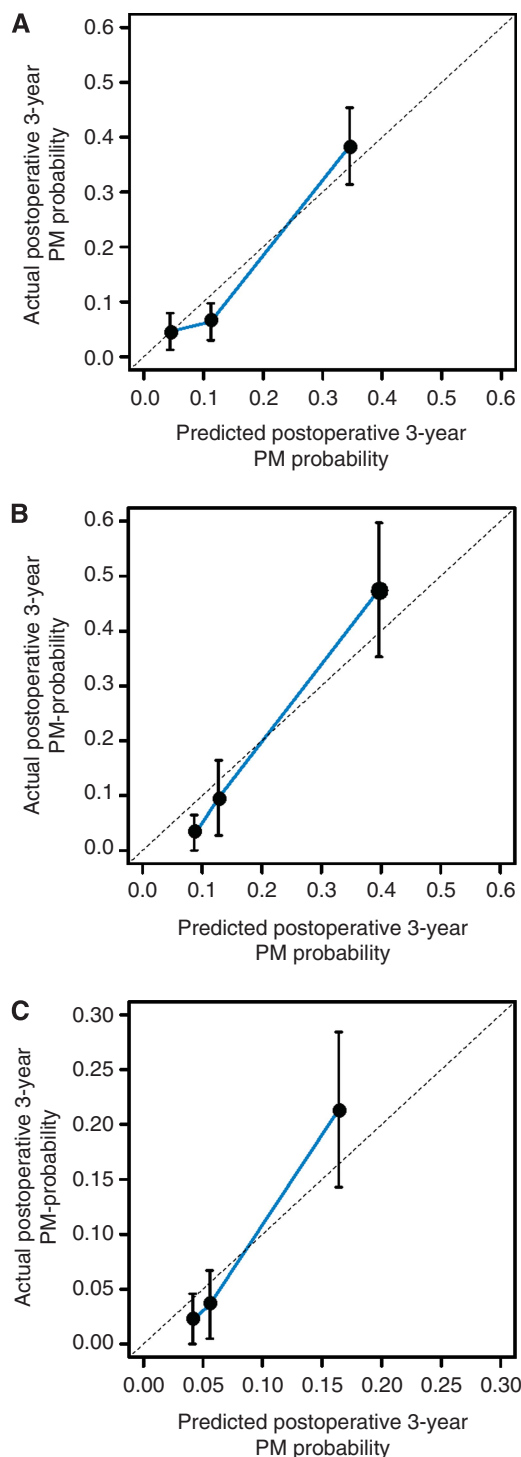 A
0.6
0.5
0.4
0.3
0.2
0.1
0.0
Actual postoperative 3-year
PM probability
0.0 0.1 0.2 0.3 0.4 0.5 0.6
Predicted postoperative 3-year
PM probability
B
0.6
0.5
0.4
0.3
0.2
0.1
0.0
Actual postoperative 3-year
PM-probability
0.0 0.1 0.2 0.3 0.4 0.5 0.6
Predicted postoperative 3-year
PM probability
C
0.30
0.25
0.20
0.15
0.10
0.05
0.00
Actual postoperative 3-year
PM-probability
0.00 0.05 0.10 0.15 0.20 0.25 0.30
Predicted postoperative 3-year
PM probability